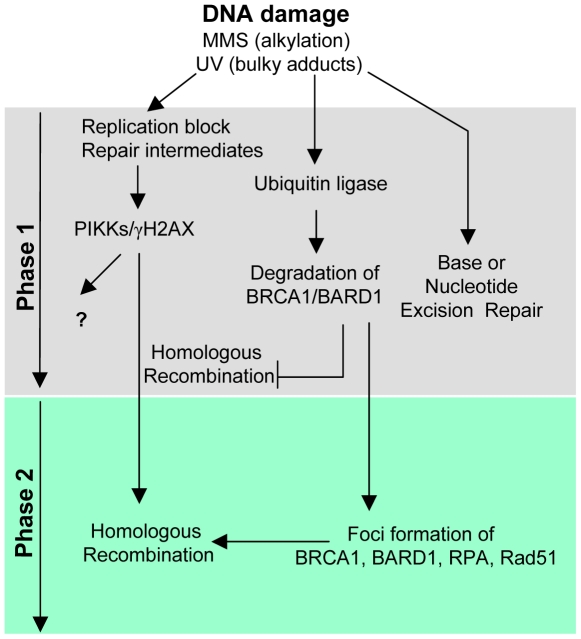 DNA damage
MMS (alkylation)
UV (bulky adducts)
Phase 1
Replication block
Repair intermediates
Ubiquitin ligase
PIKKs/γH2AX
?
Degradation of
BRCA1/BARD1
Base or
Nucleotide
Excision Repair
Homologous
Recombination
Phase 2
Homologous
Recombination
Foci formation of
BRCA1, BARD1, RPA, Rad51